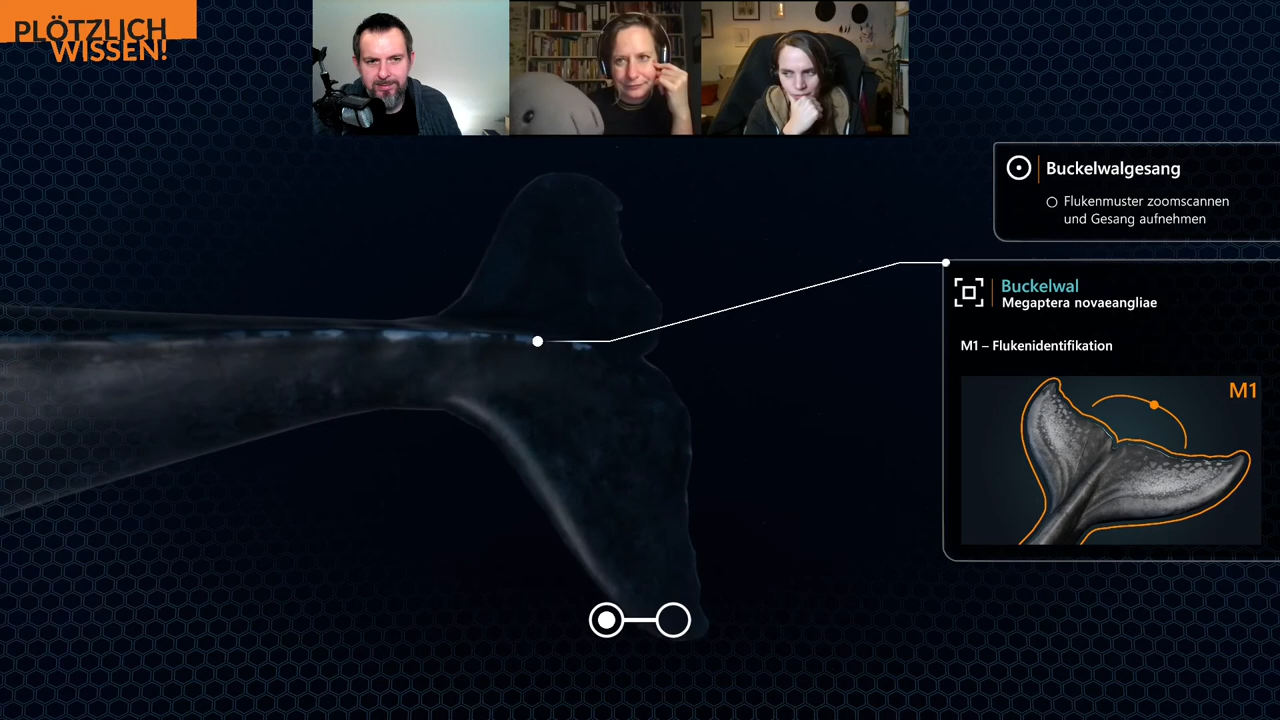 PLÖTZLICH
WISSEN!
Buckelwalgesang
Flukenmuster zoomscannen
und Gesang aufnehmen
Buckelwal
Megaptera novaeangliae
M1 – Flukenidentifikation
M1